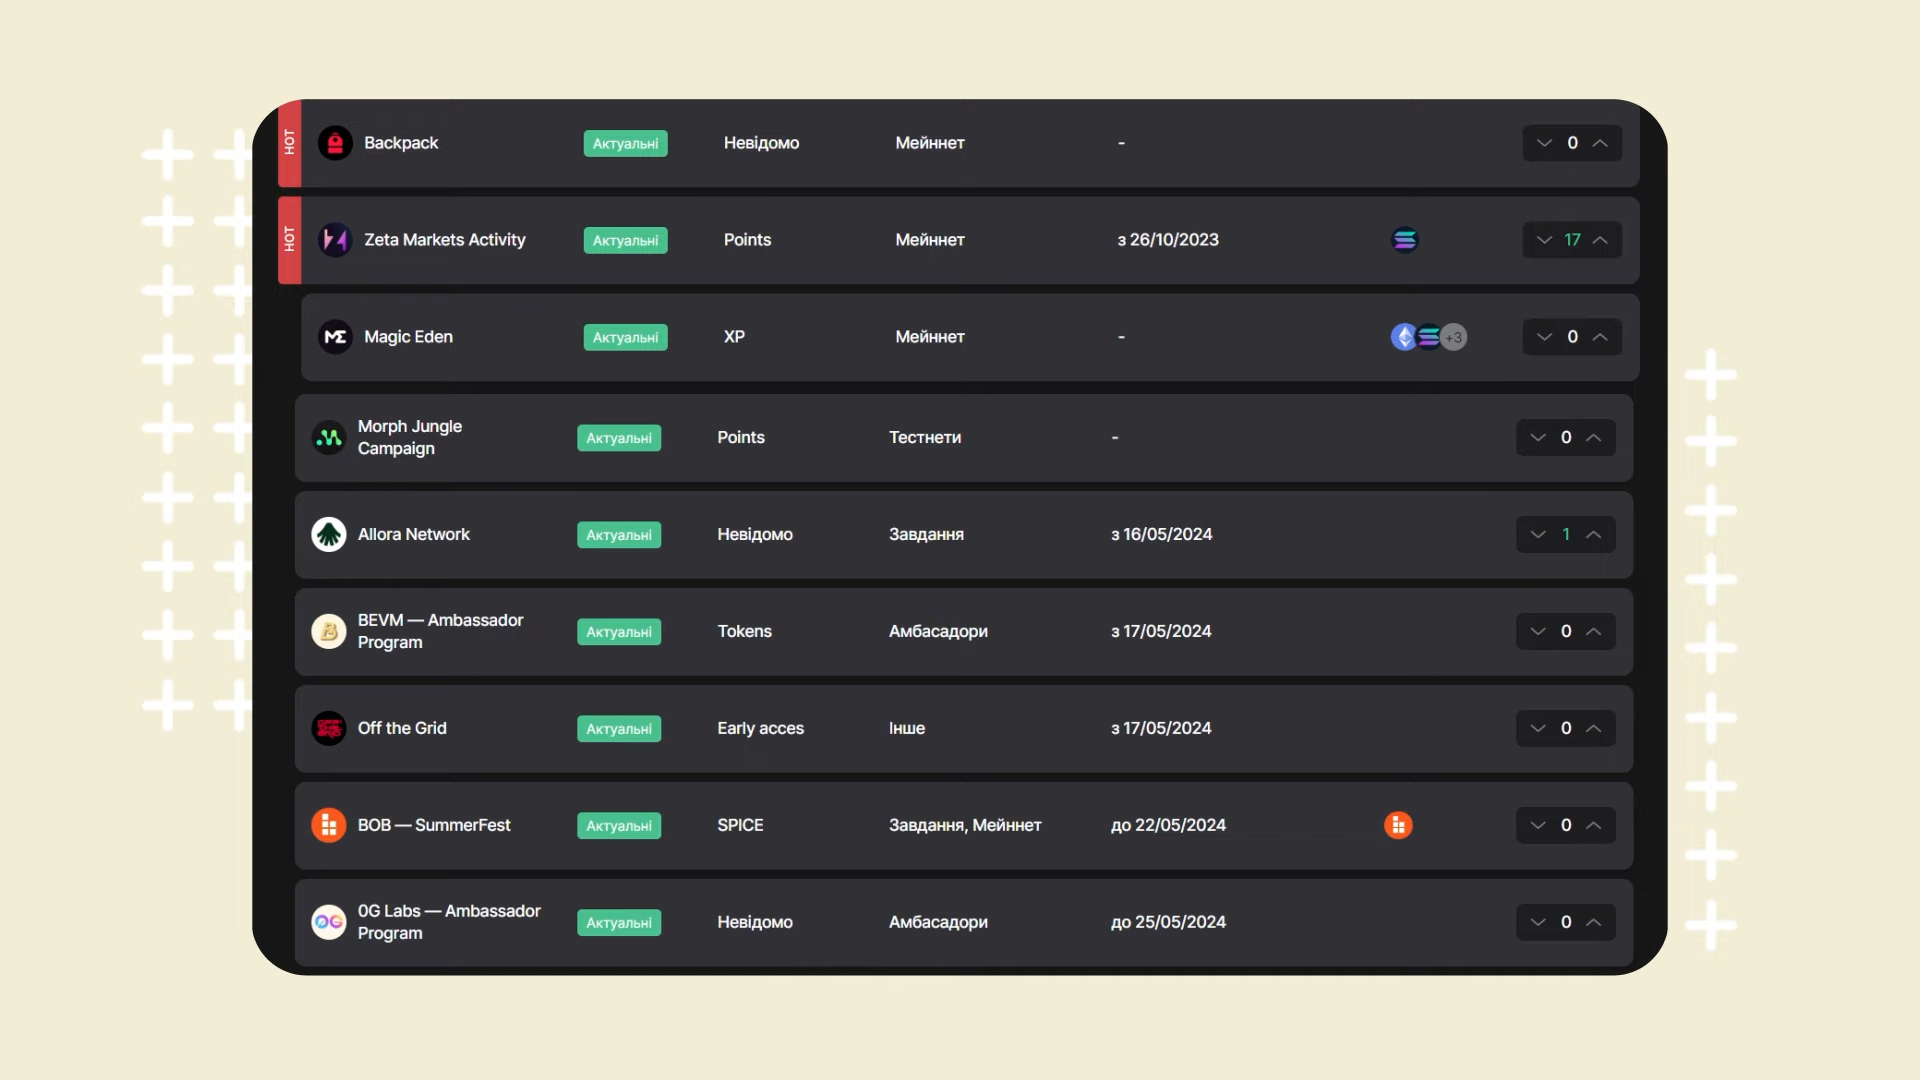 HOT Backpack Актуальні Невідомо Мейннет - 0
HOT Zeta Markets Activity Актуальні Points Мейннет з 26/10/2023 17
ME Magic Eden Актуальні XP Мейннет - +3 0
Morph Jungle
Campaign Актуальні Points Тестнети - 0
Allora Network Актуальні Невідомо Завдання з 16/05/2024 1
BEVM — Ambassador
Program Актуальні Tokens Амбасадори з 17/05/2024 0
Off the Grid Актуальні Early acces Інше з 17/05/2024 0
BOB — SummerFest Актуальні SPICE Завдання, Мейннет до 22/05/2024 0
0G 0G Labs — Ambassador
Program Актуальні Невідомо Амбасадори до 25/05/2024 0